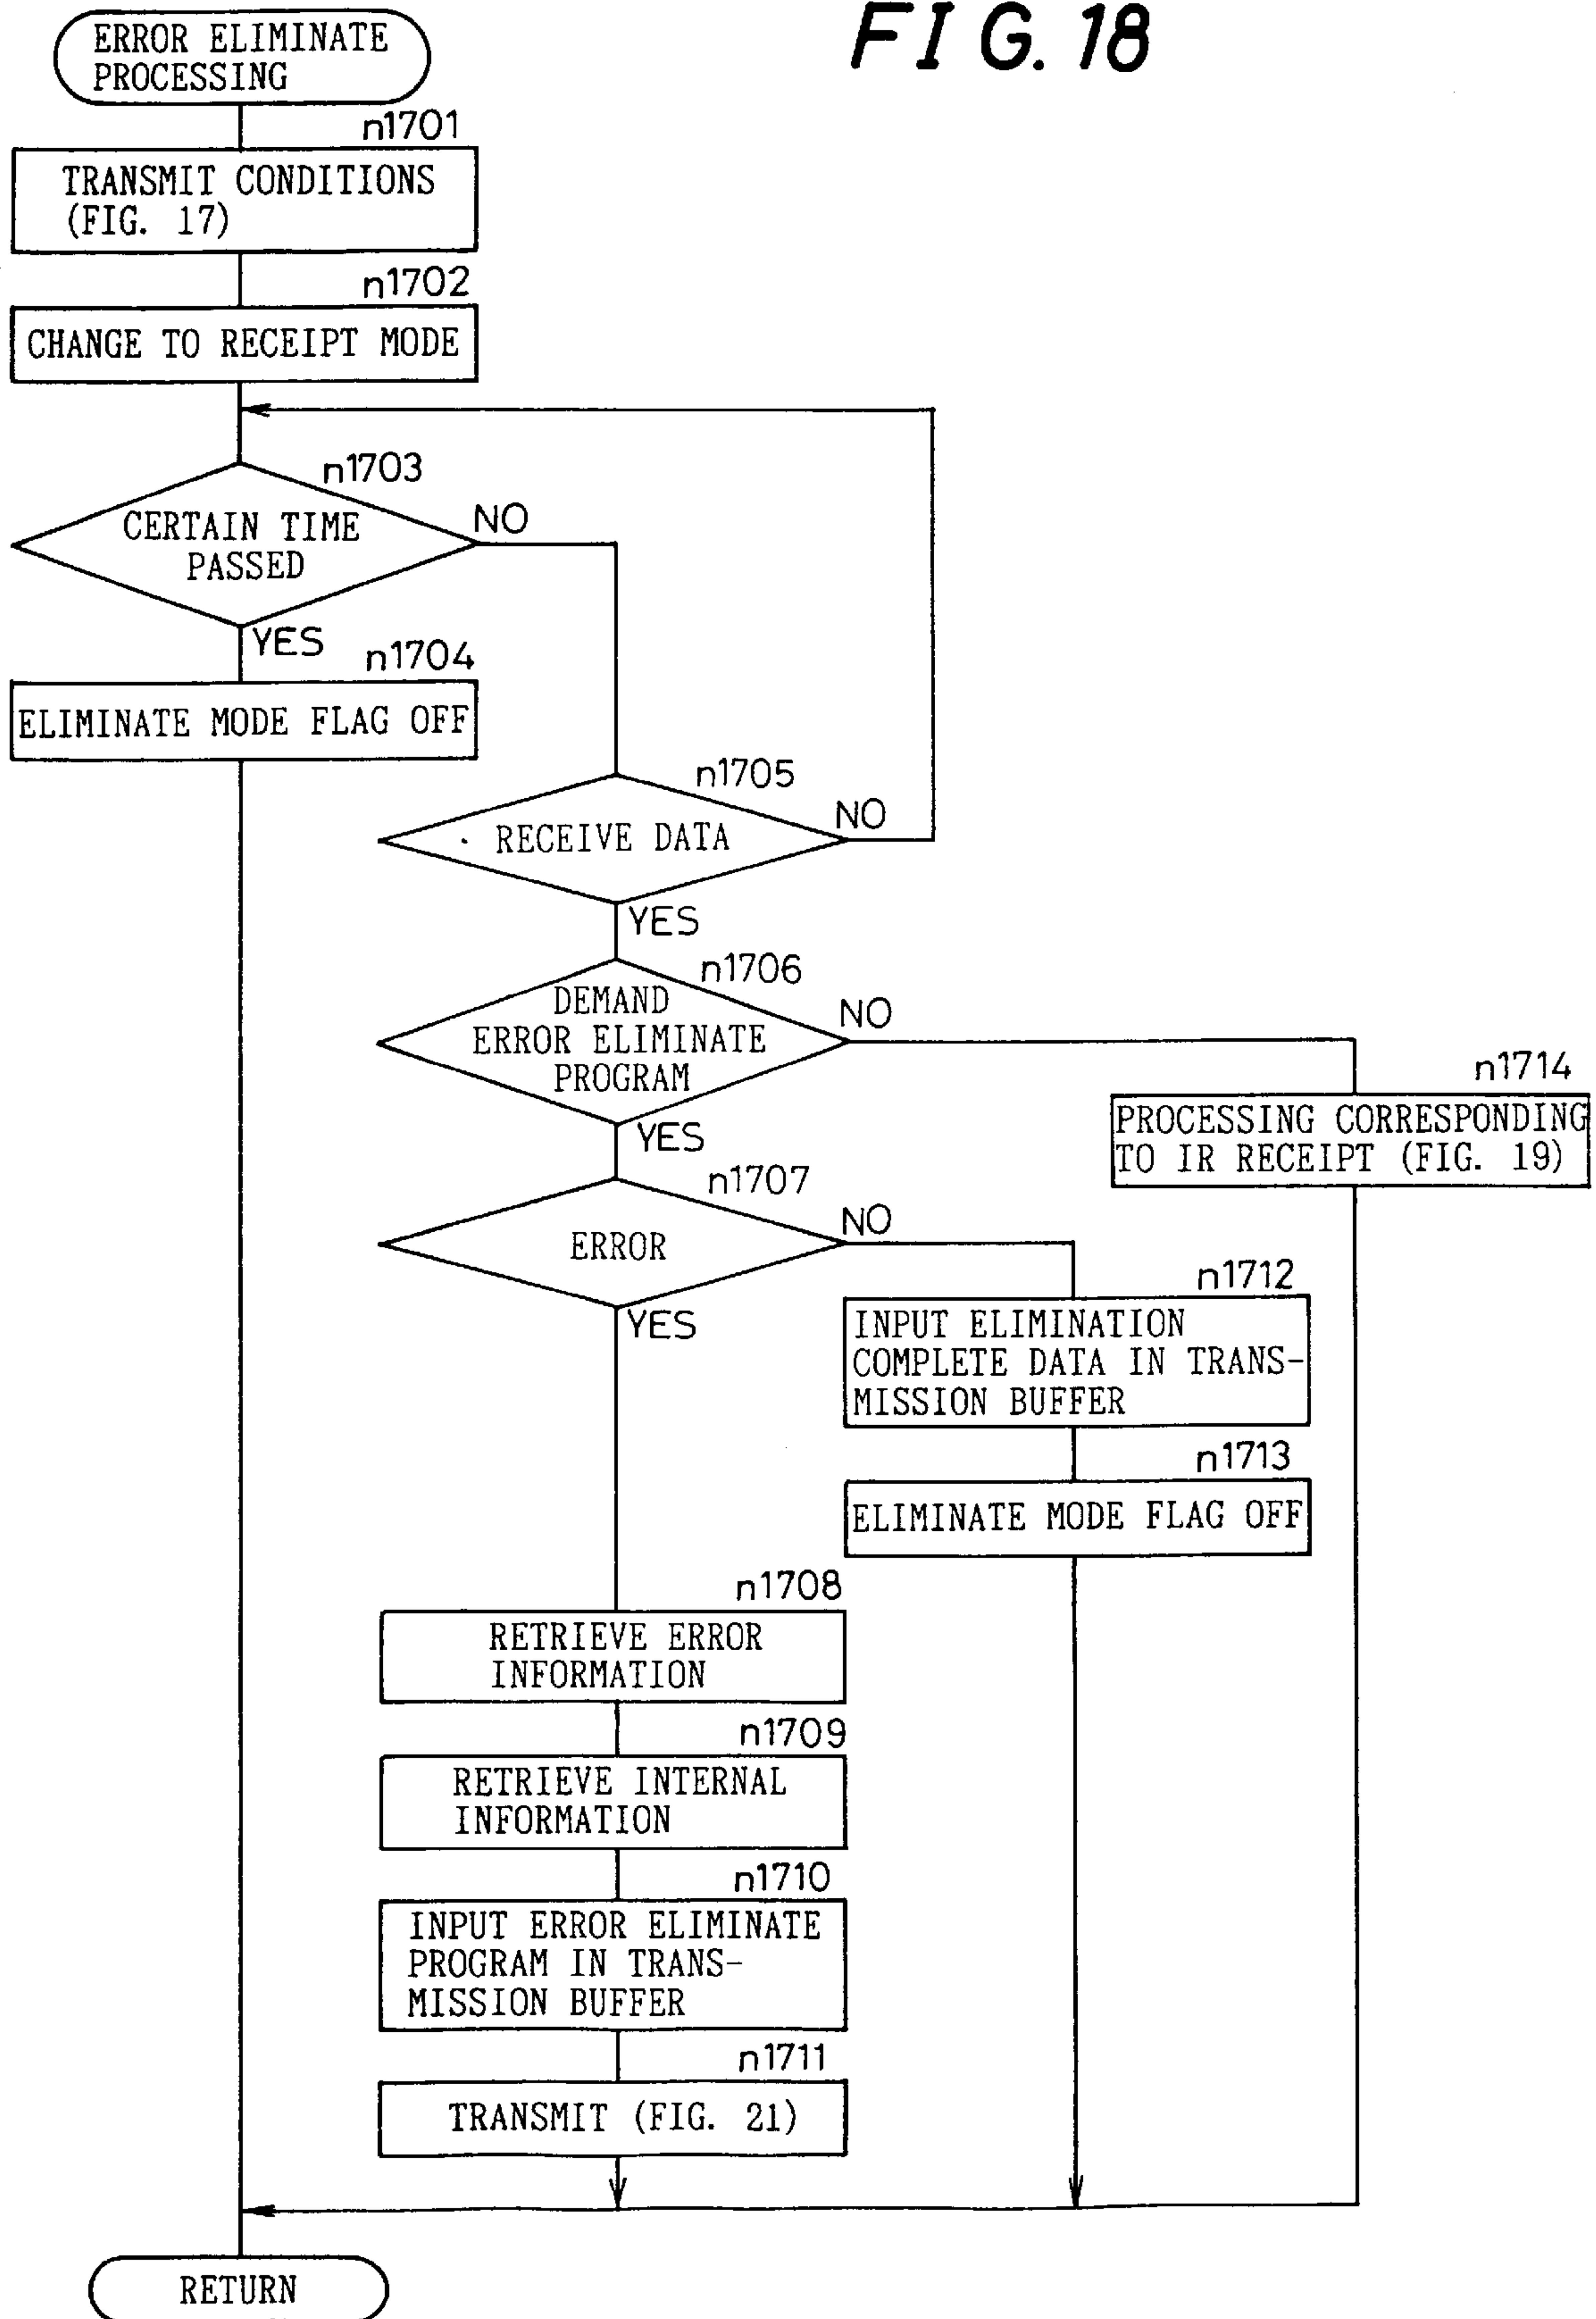 FIG. 18
ERROR ELIMINATE
PROCESSING
n1701
TRANSMIT CONDITIONS
(FIG. 17)
n1702
CHANGE TO RECEIPT MODE
n1703
CERTAIN TIME
PASSED
NO
YES
n1704
ELIMINATE MODE FLAG OFF
n1705
RECEIVE DATA
NO
YES
n1706
DEMAND
ERROR ELIMINATE
PROGRAM
NO
YES
n1714
PROCESSING CORRESPONDING
TO IR RECEIPT (FIG. 19)
n1707
ERROR
NO
YES
n1712
INPUT ELIMINATION
COMPLETE DATA IN TRANS-
MISSION BUFFER
n1713
ELIMINATE MODE FLAG OFF
n1708
RETRIEVE ERROR
INFORMATION
n1709
RETRIEVE INTERNAL
INFORMATION
n1710
INPUT ERROR ELIMINATE
PROGRAM IN TRANS-
MISSION BUFFER
n1711
TRANSMIT (FIG. 21)
RETURN